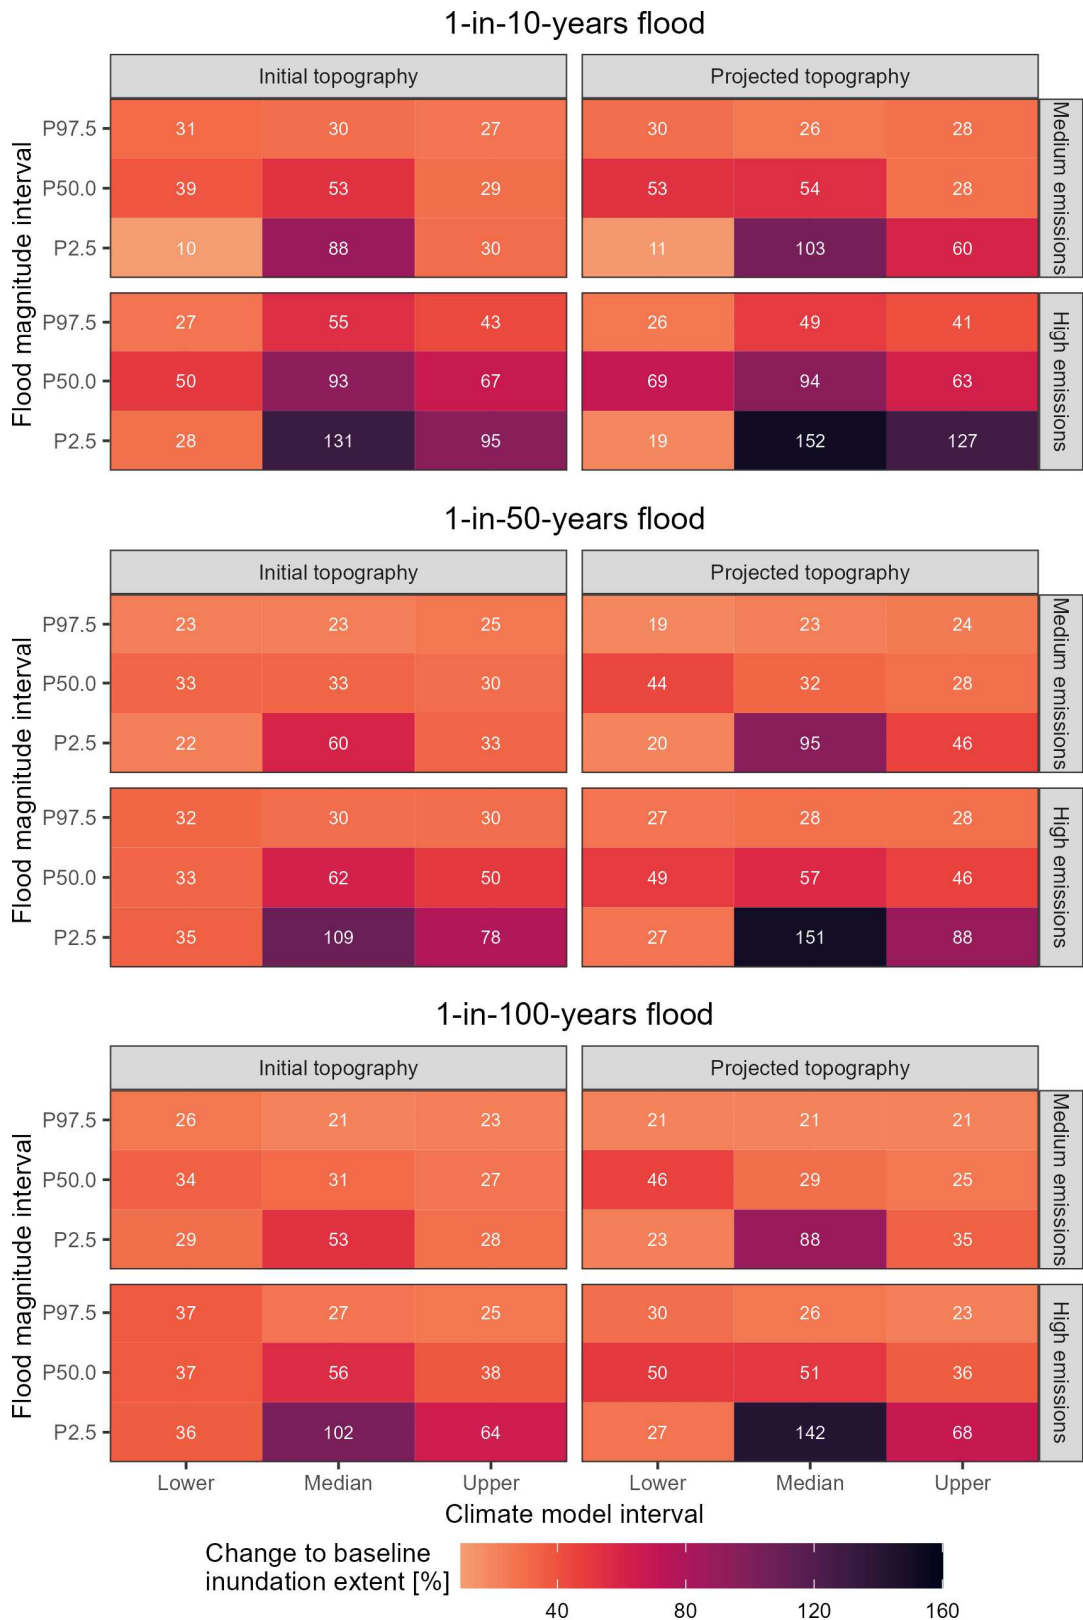 1-in-10-years flood
Initial topography Projected topography
Flood magnitude interval
P97.5 31 30 27 30 26 28
P50.0 39 53 29 53 54 28
P2.5 10 88 30 11 103 60
Medium emissions
P97.5 27 55 43 26 49 41
P50.0 50 93 67 69 94 63
P2.5 28 131 95 19 152 127
High emissions
1-in-50-years flood
Initial topography Projected topography
Flood magnitude interval
P97.5 23 23 25 19 23 24
P50.0 33 33 30 44 32 28
P2.5 22 60 33 20 95 46
Medium emissions
P97.5 32 30 30 27 28 28
P50.0 33 62 50 49 57 46
P2.5 35 109 78 27 151 88
High emissions
1-in-100-years flood
Initial topography Projected topography
Flood magnitude interval
P97.5 26 21 23 21 21 21
P50.0 34 31 27 46 29 25
P2.5 29 53 28 23 88 35
Medium emissions
P97.5 37 27 25 30 26 23
P50.0 37 56 38 50 51 36
P2.5 36 102 64 27 142 68
High emissions
Lower Median Upper Lower Median Upper
Climate model interval
Change to baseline
inundation extent [%]
40 80 120 160